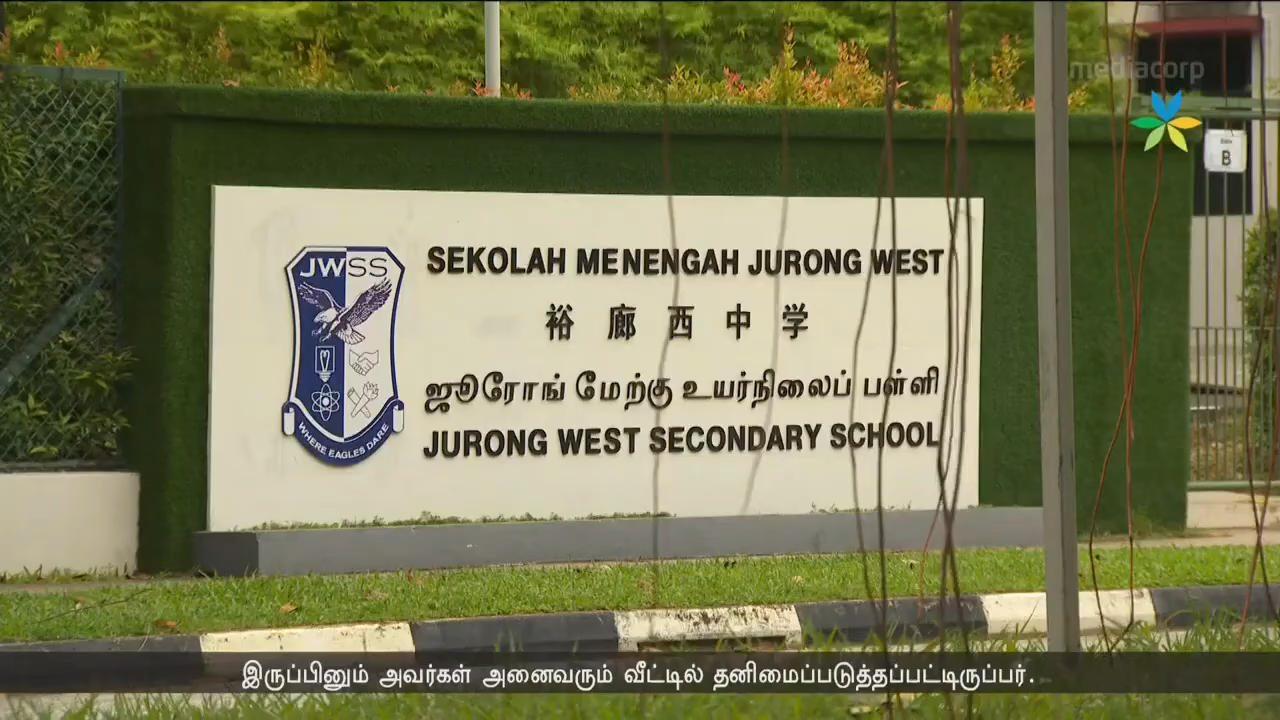 mediacorp
B
JWSS
WHERE EAGLES DARE
SEKOLAH MENENGAH JURONG WEST
裕廊西中学
ஜூரோங் மேற்கு உயர்நிலைப் பள்ளி
JURONG WEST SECONDARY SCHOOL
இருப்பினும் அவர்கள் அனைவரும் வீட்டில் தனிமைப்படுத்தப்பட்டிருப்பர்.